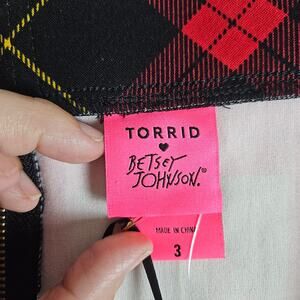 TORRID
BETSEY
JOHNSON®
MADE IN CHINA
3